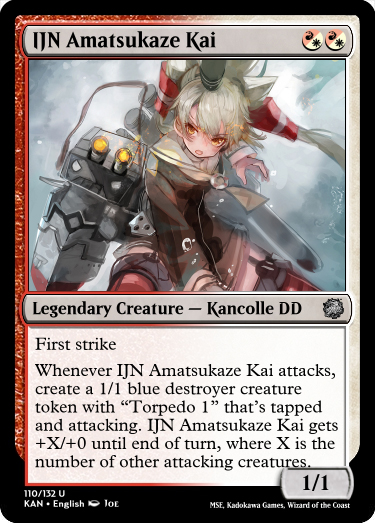 IJN Amatsukaze Kai
Legendary Creature — Kancolle DD
First strike
Whenever IJN Amatsukaze Kai attacks,
create a 1/1 blue destroyer creature
token with “Torpedo 1” that's tapped
and attacking. IJN Amatsukaze Kai gets
+X/+0 until end of turn, where X is the
number of other attacking creatures.
1/1
110/132 U
KAN • English JOE
MSE, Kadokawa Games, Wizard of the Coast